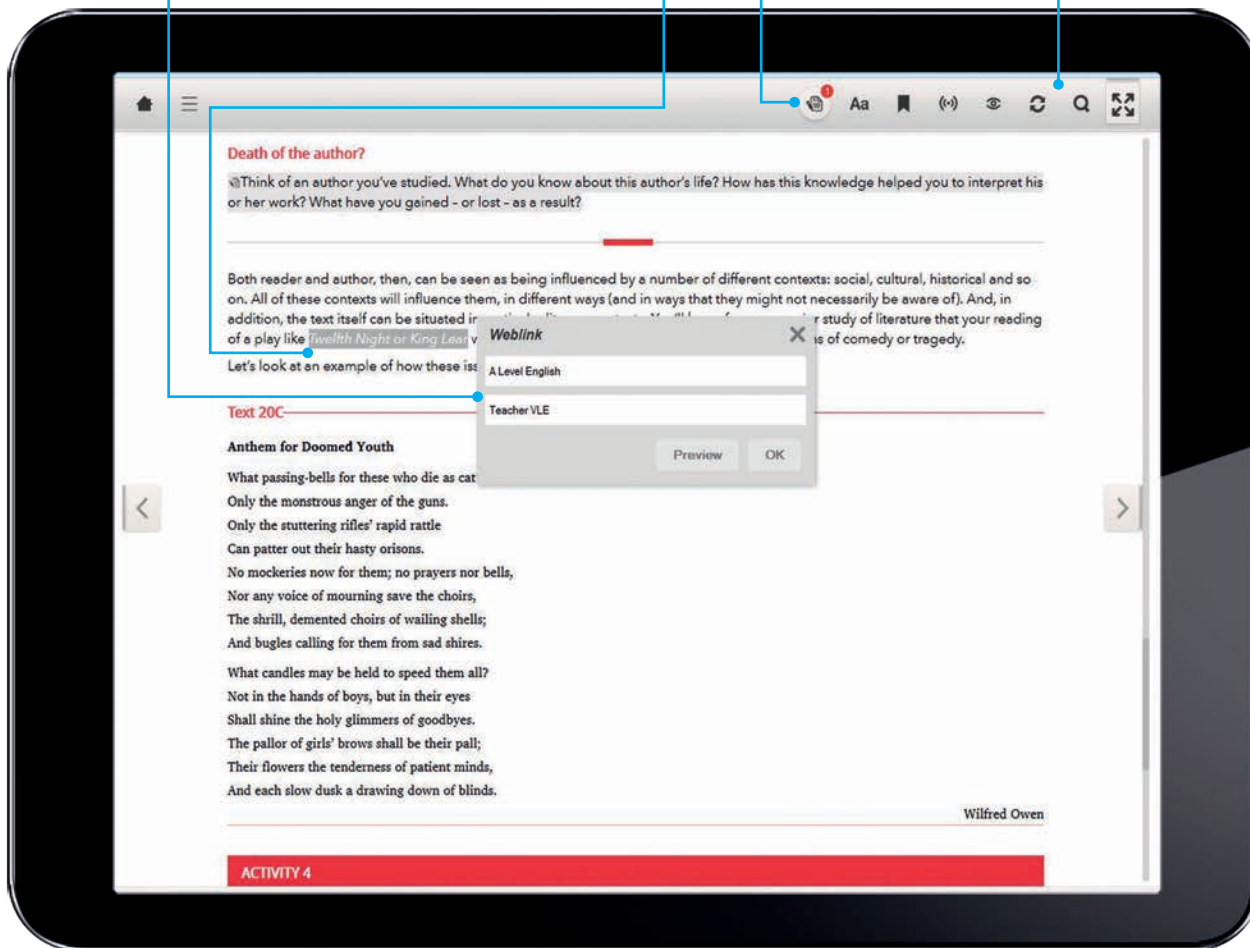 Aa
Death of the author?
Think of an author you've studied. What do you know about this author's life? How has this knowledge helped you to interpret his
or her work? What have you gained - or lost - as a result?
Both reader and author, then, can be seen as being influenced by a number of different contexts: social, cultural, historical and so
on. All of these contexts will influence them, in different ways (and in ways that they might not necessarily be aware of). And, in
addition, the text itself can be situated study of literature that your reading
of a play like Twelfth Night or King Lear of comedy or tragedy.
Let's look at an example of how these
Weblink
A Level English
Teacher VLE
Preview OK
Text 20C
Anthem for Doomed Youth
What passing-bells for these who die as
Only the monstrous anger of the guns.
Only the stuttering rifles' rapid rattle
Can patter out their hasty orisons.
No mockeries now for them; no prayers nor bells,
Nor any voice of mourning save the choirs,
The shrill, demented choirs of wailing shells;
And bugles calling for them from sad shires.
What candles may be held to speed them all?
Not in the hands of boys, but in their eyes
Shall shine the holy glimmers of goodbyes.
The pallor of girls' brows shall be their pall;
Their flowers the tenderness of patient minds,
And each slow dusk a drawing down of blinds.
Wilfred Owen
ACTIVITY 4